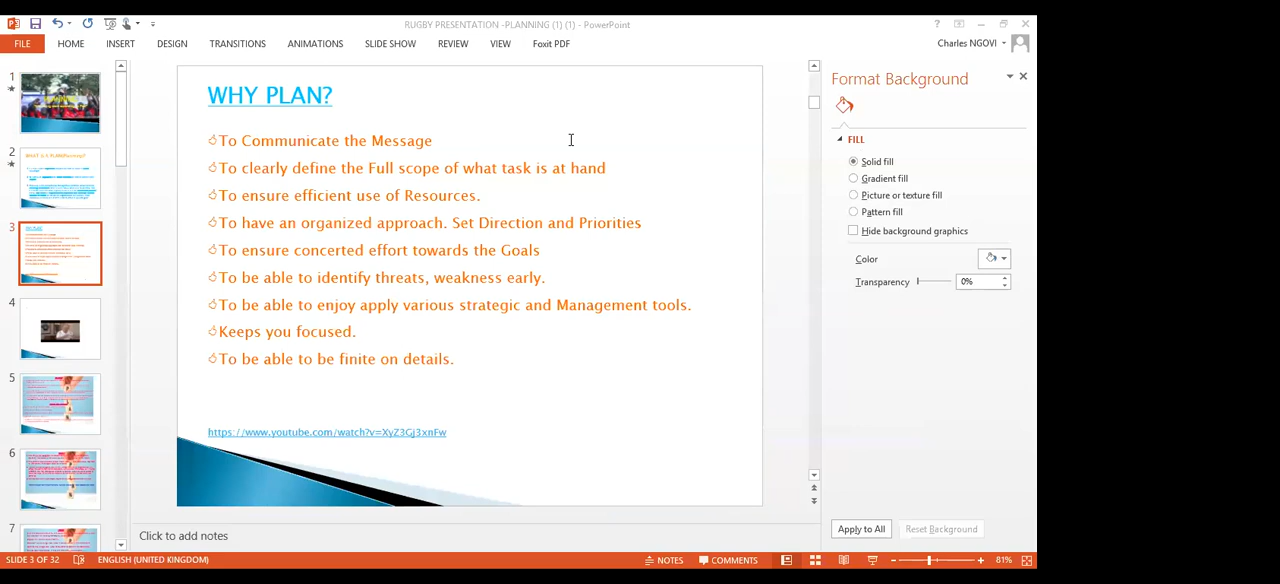 RUGBY PRESENTATION -PLANNING (1) (1) - PowerPoint
FILE HOME INSERT DESIGN TRANSITIONS ANIMATIONS SLIDE SHOW REVIEW VIEW Foxit PDF Charles NGOVI
1
2
3
4
5
6
7
WHY PLAN?
To Communicate the Message
To clearly define the Full scope of what task is at hand
To ensure efficient use of Resources.
To have an organized approach. Set Direction and Priorities
To ensure concerted effort towards the Goals
To be able to identify threats, weakness early.
To be able to enjoy apply various strategic and Management tools.
Keeps you focused.
To be able to be finite on details.
https://www.youtube.com/watch?v=XyZ3Gj3xnFw
Click to add notes
Format Background
FILL
Solid fill
Gradient fill
Picture or texture fill
Pattern fill
Hide background graphics
Color
Transparency 0%
Apply to All Reset Background
SLIDE 3 OF 32 ENGLISH (UNITED KINGDOM) NOTES COMMENTS 81%